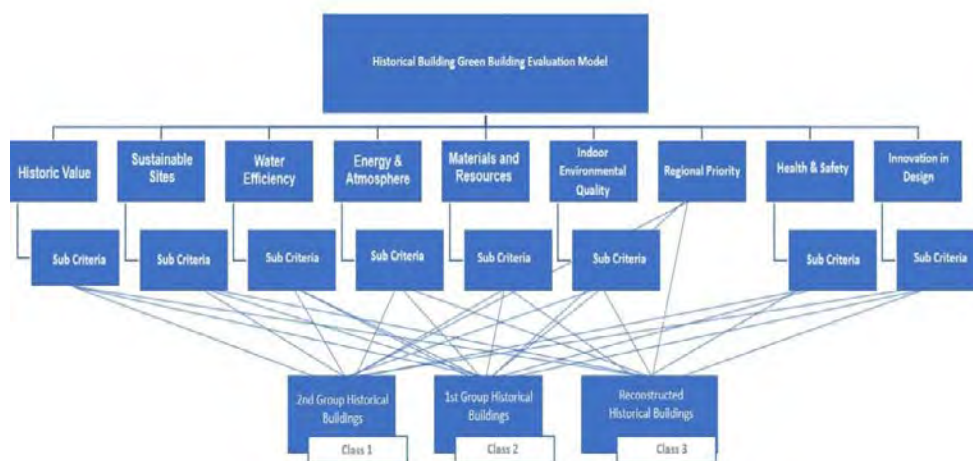 Historical Building Green Building Evaluation Model
Historic Value
Sustainable
Sites
Water
Efficiency
Energy &
Atmosphere
Materials and
Resources
Indoor
Environmental
Quality
Regional Priority
Health & Safety
Innovation in
Design
Sub Criteria
Sub Criteria
Sub Criteria
Sub Criteria
Sub Criteria
Sub Criteria
Sub Criteria
Sub Criteria
2nd Group Historical
Buildings
Class 1
1st Group Historical
Buildings
Class 2
Reconstructed
Historical Buildings
Class 3